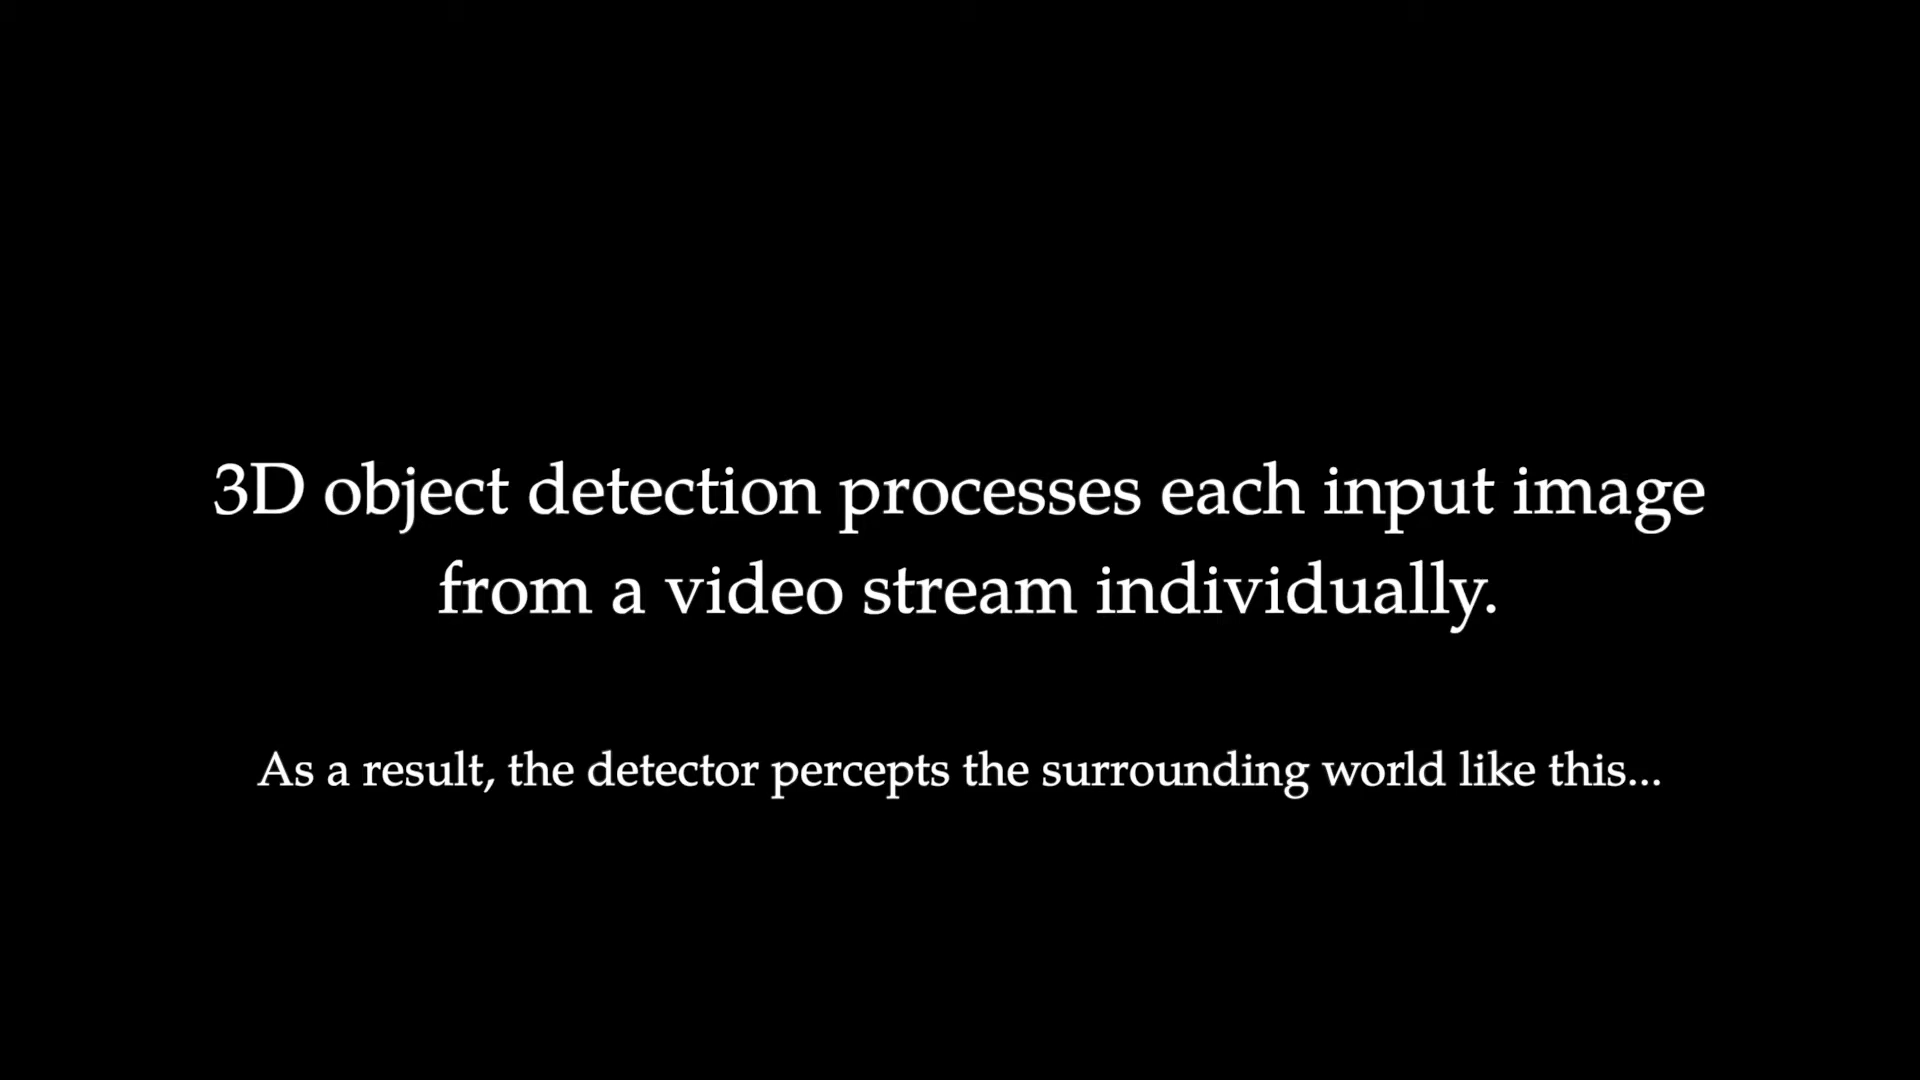 3D object detection processes each input image
from a video stream individually.
As a result, the detector percepts the surrounding world like this...